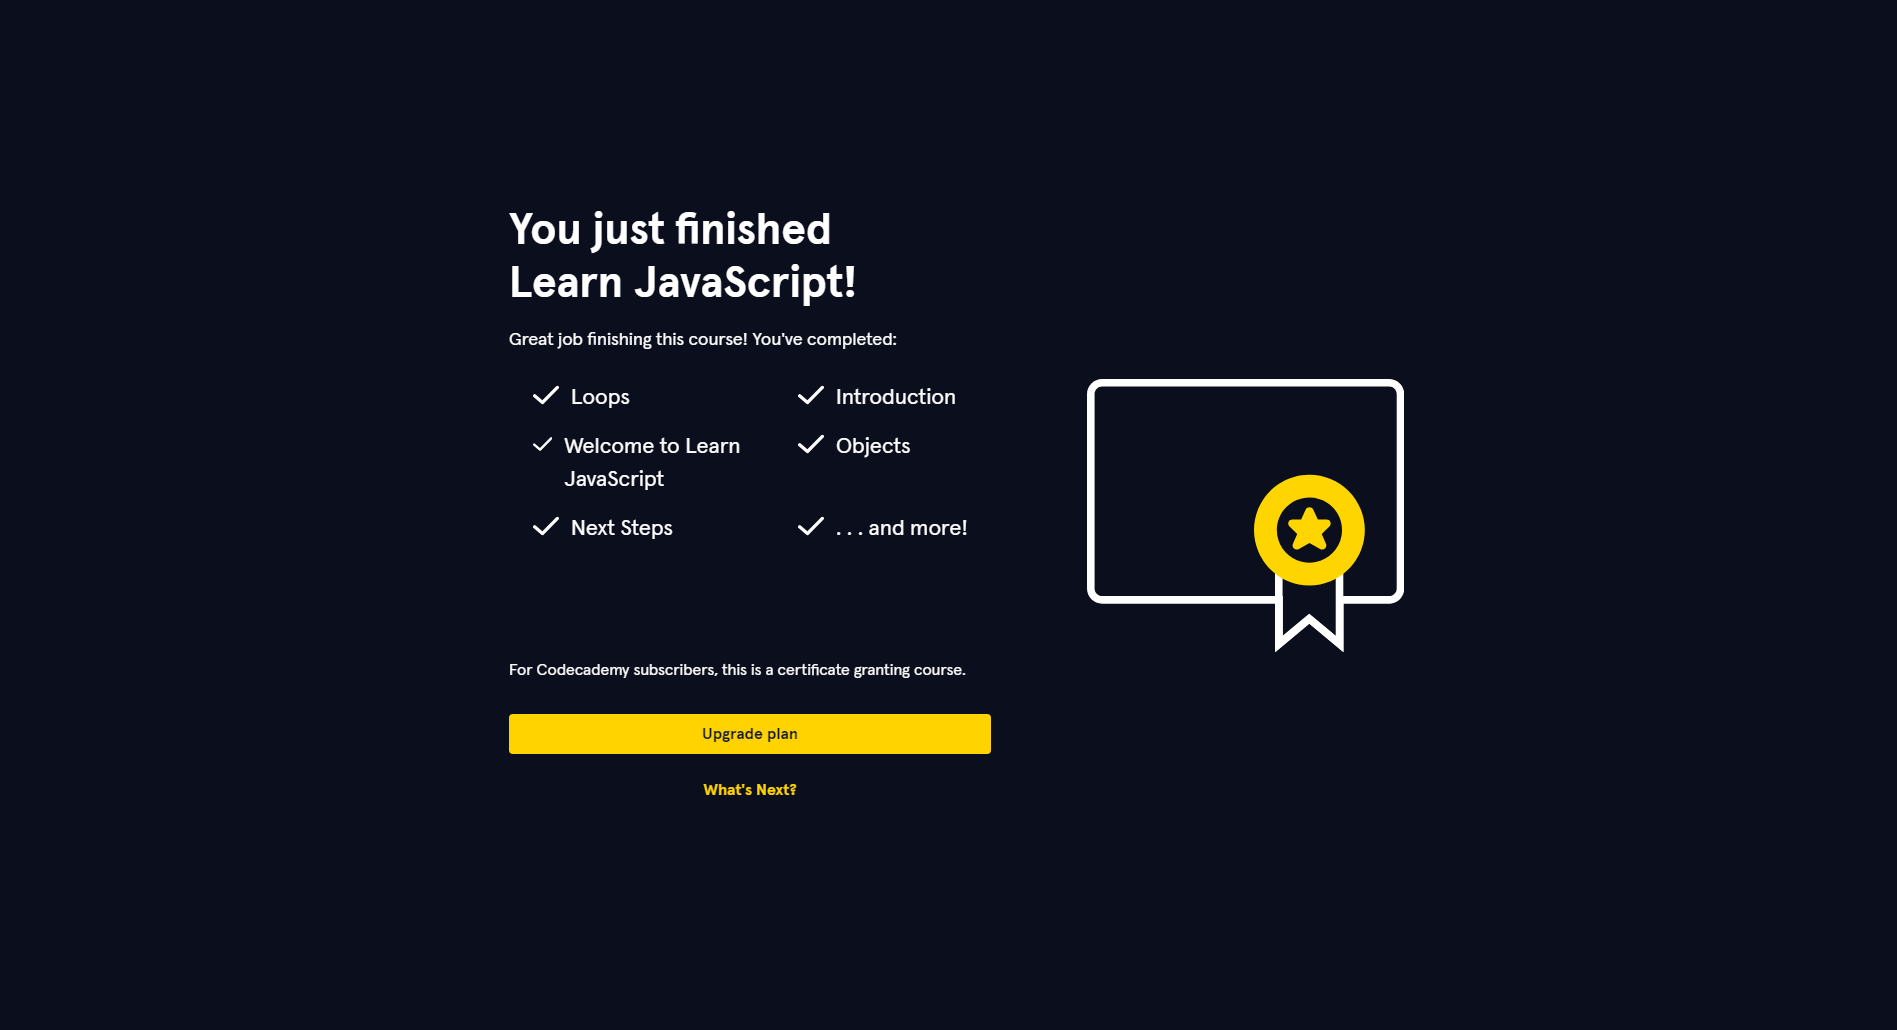 You just finished
Learn JavaScript!
Great job finishing this course! You've completed:
Loops
Introduction
Welcome to Learn
JavaScript
Objects
Next Steps
. . . and more!
For Codecademy subscribers, this is a certificate granting course.
Upgrade plan
What's Next?